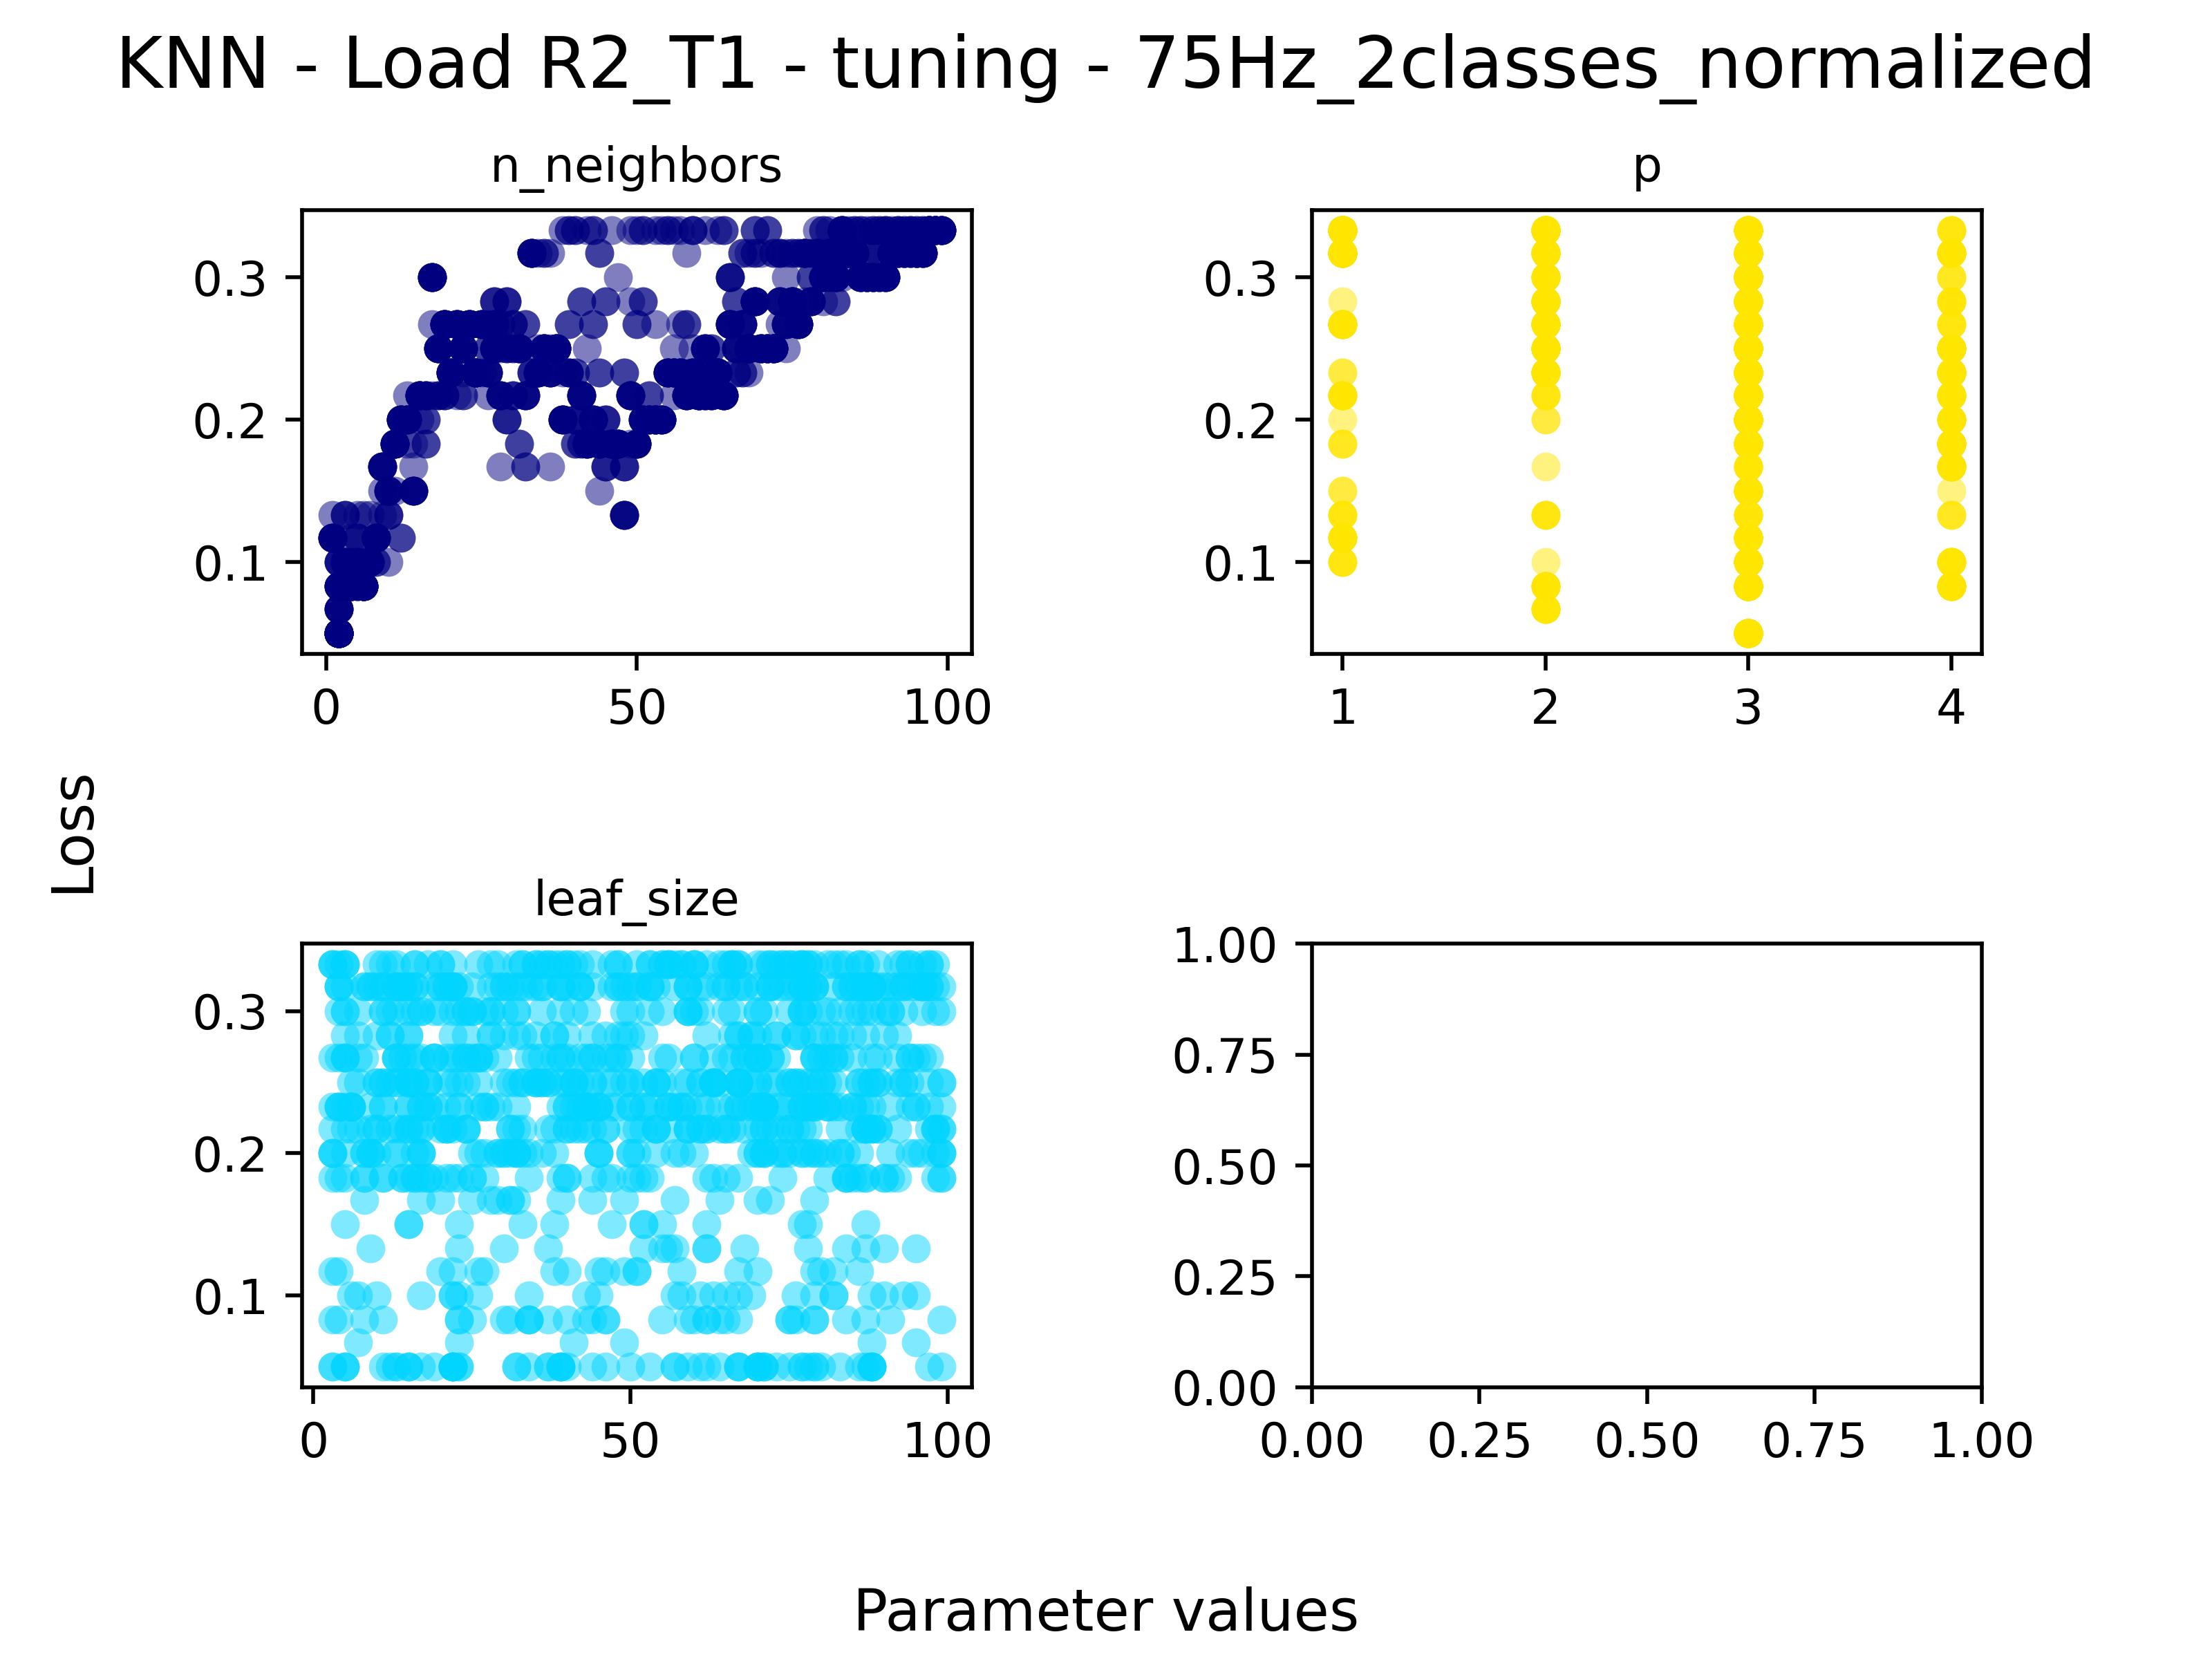 KNN - Load R2_T1 - tuning - 75Hz_2classes_normalized
n_neighbors
0.3
0.2
0.1
0 50 100
p
0.3
0.2
0.1
1 2 3 4
Loss
leaf_size
0.3
0.2
0.1
0 50 100
1.00
0.75
0.50
0.25
0.00
0.00 0.25 0.50 0.75 1.00
Parameter values